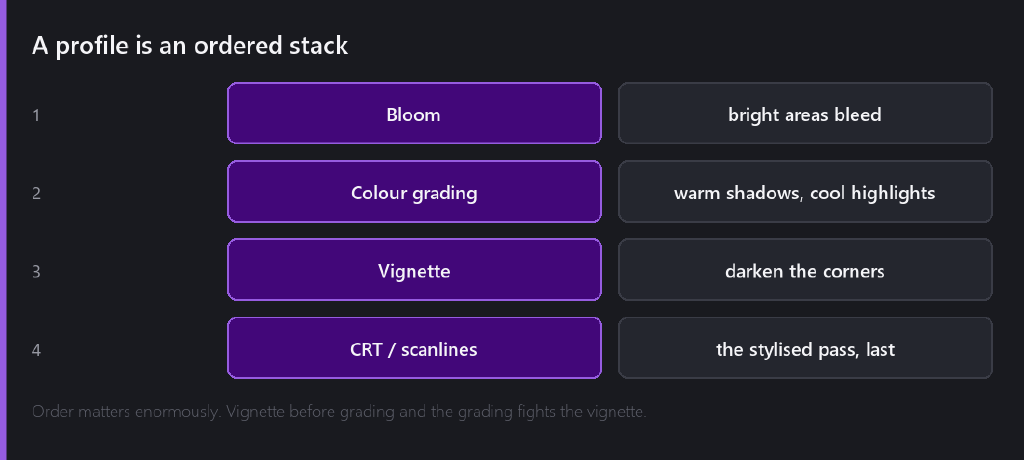 A profile is an ordered stack
1 Bloom bright areas bleed
2 Colour grading warm shadows, cool highlights
3 Vignette darken the corners
4 CRT / scanlines the stylised pass, last
Order matters enormously. Vignette before grading and the grading fights the vignette.